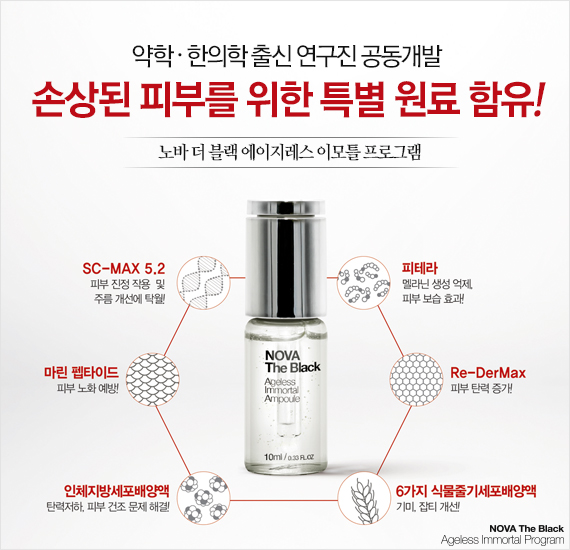 약학·한의학 출신 연구진 공동개발
손상된 피부를 위한 특별 원료 함유!
노바 더 블랙 에이지레스 이모틀 프로그램
SC-MAX 5.2
피부 진정 작용 및
주름 개선에 탁월!
피테라
멜라닌 생성 억제,
피부 보습 효과!
마린 펩타이드
피부 노화 예방!
NOVA
The Black
Ageless
Immortal
Ampoule
10ml / 0.33 FL.OZ
Re-DerMax
피부 탄력 증가!
인체지방세포배양액
탄력저하, 피부 건조 문제 해결!
6가지 식물줄기세포배양액
기미, 잡티 개선!
NOVA The Black
Ageless Immortal Program